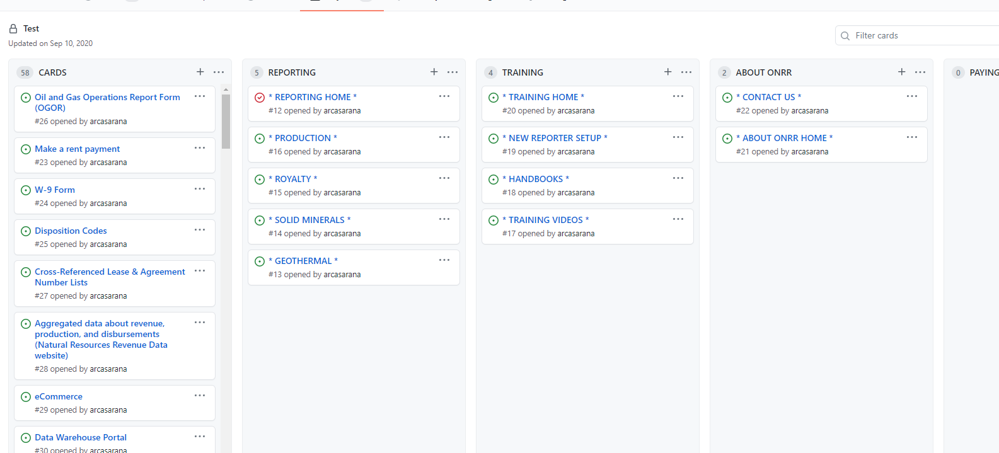 Test
Updated on Sep 10, 2020
Filter cards
58 CARDS
Oil and Gas Operations Report Form
(OGOR)
#26 opened by arcasarana
Make a rent payment
#23 opened by arcasarana
W-9 Form
#24 opened by arcasarana
Disposition Codes
#25 opened by arcasarana
Cross-Referenced Lease & Agreement
Number Lists
#27 opened by arcasarana
Aggregated data about revenue,
production, and disbursements
(Natural Resources Revenue Data
website)
#28 opened by arcasarana
eCommerce
#29 opened by arcasarana
Data Warehouse Portal
#30 opened by arcasarana
5 REPORTING
* REPORTING HOME *
#12 opened by arcasarana
* PRODUCTION *
#16 opened by arcasarana
* ROYALTY *
#15 opened by arcasarana
* SOLID MINERALS *
#14 opened by arcasarana
* GEOTHERMAL *
#13 opened by arcasarana
4 TRAINING
* TRAINING HOME *
#20 opened by arcasarana
* NEW REPORTER SETUP *
#19 opened by arcasarana
* HANDBOOKS *
#18 opened by arcasarana
* TRAINING VIDEOS *
#17 opened by arcasarana
2 ABOUT ONRR
* CONTACT US *
#22 opened by arcasarana
* ABOUT ONRR HOME *
#21 opened by arcasarana
0 PAYING